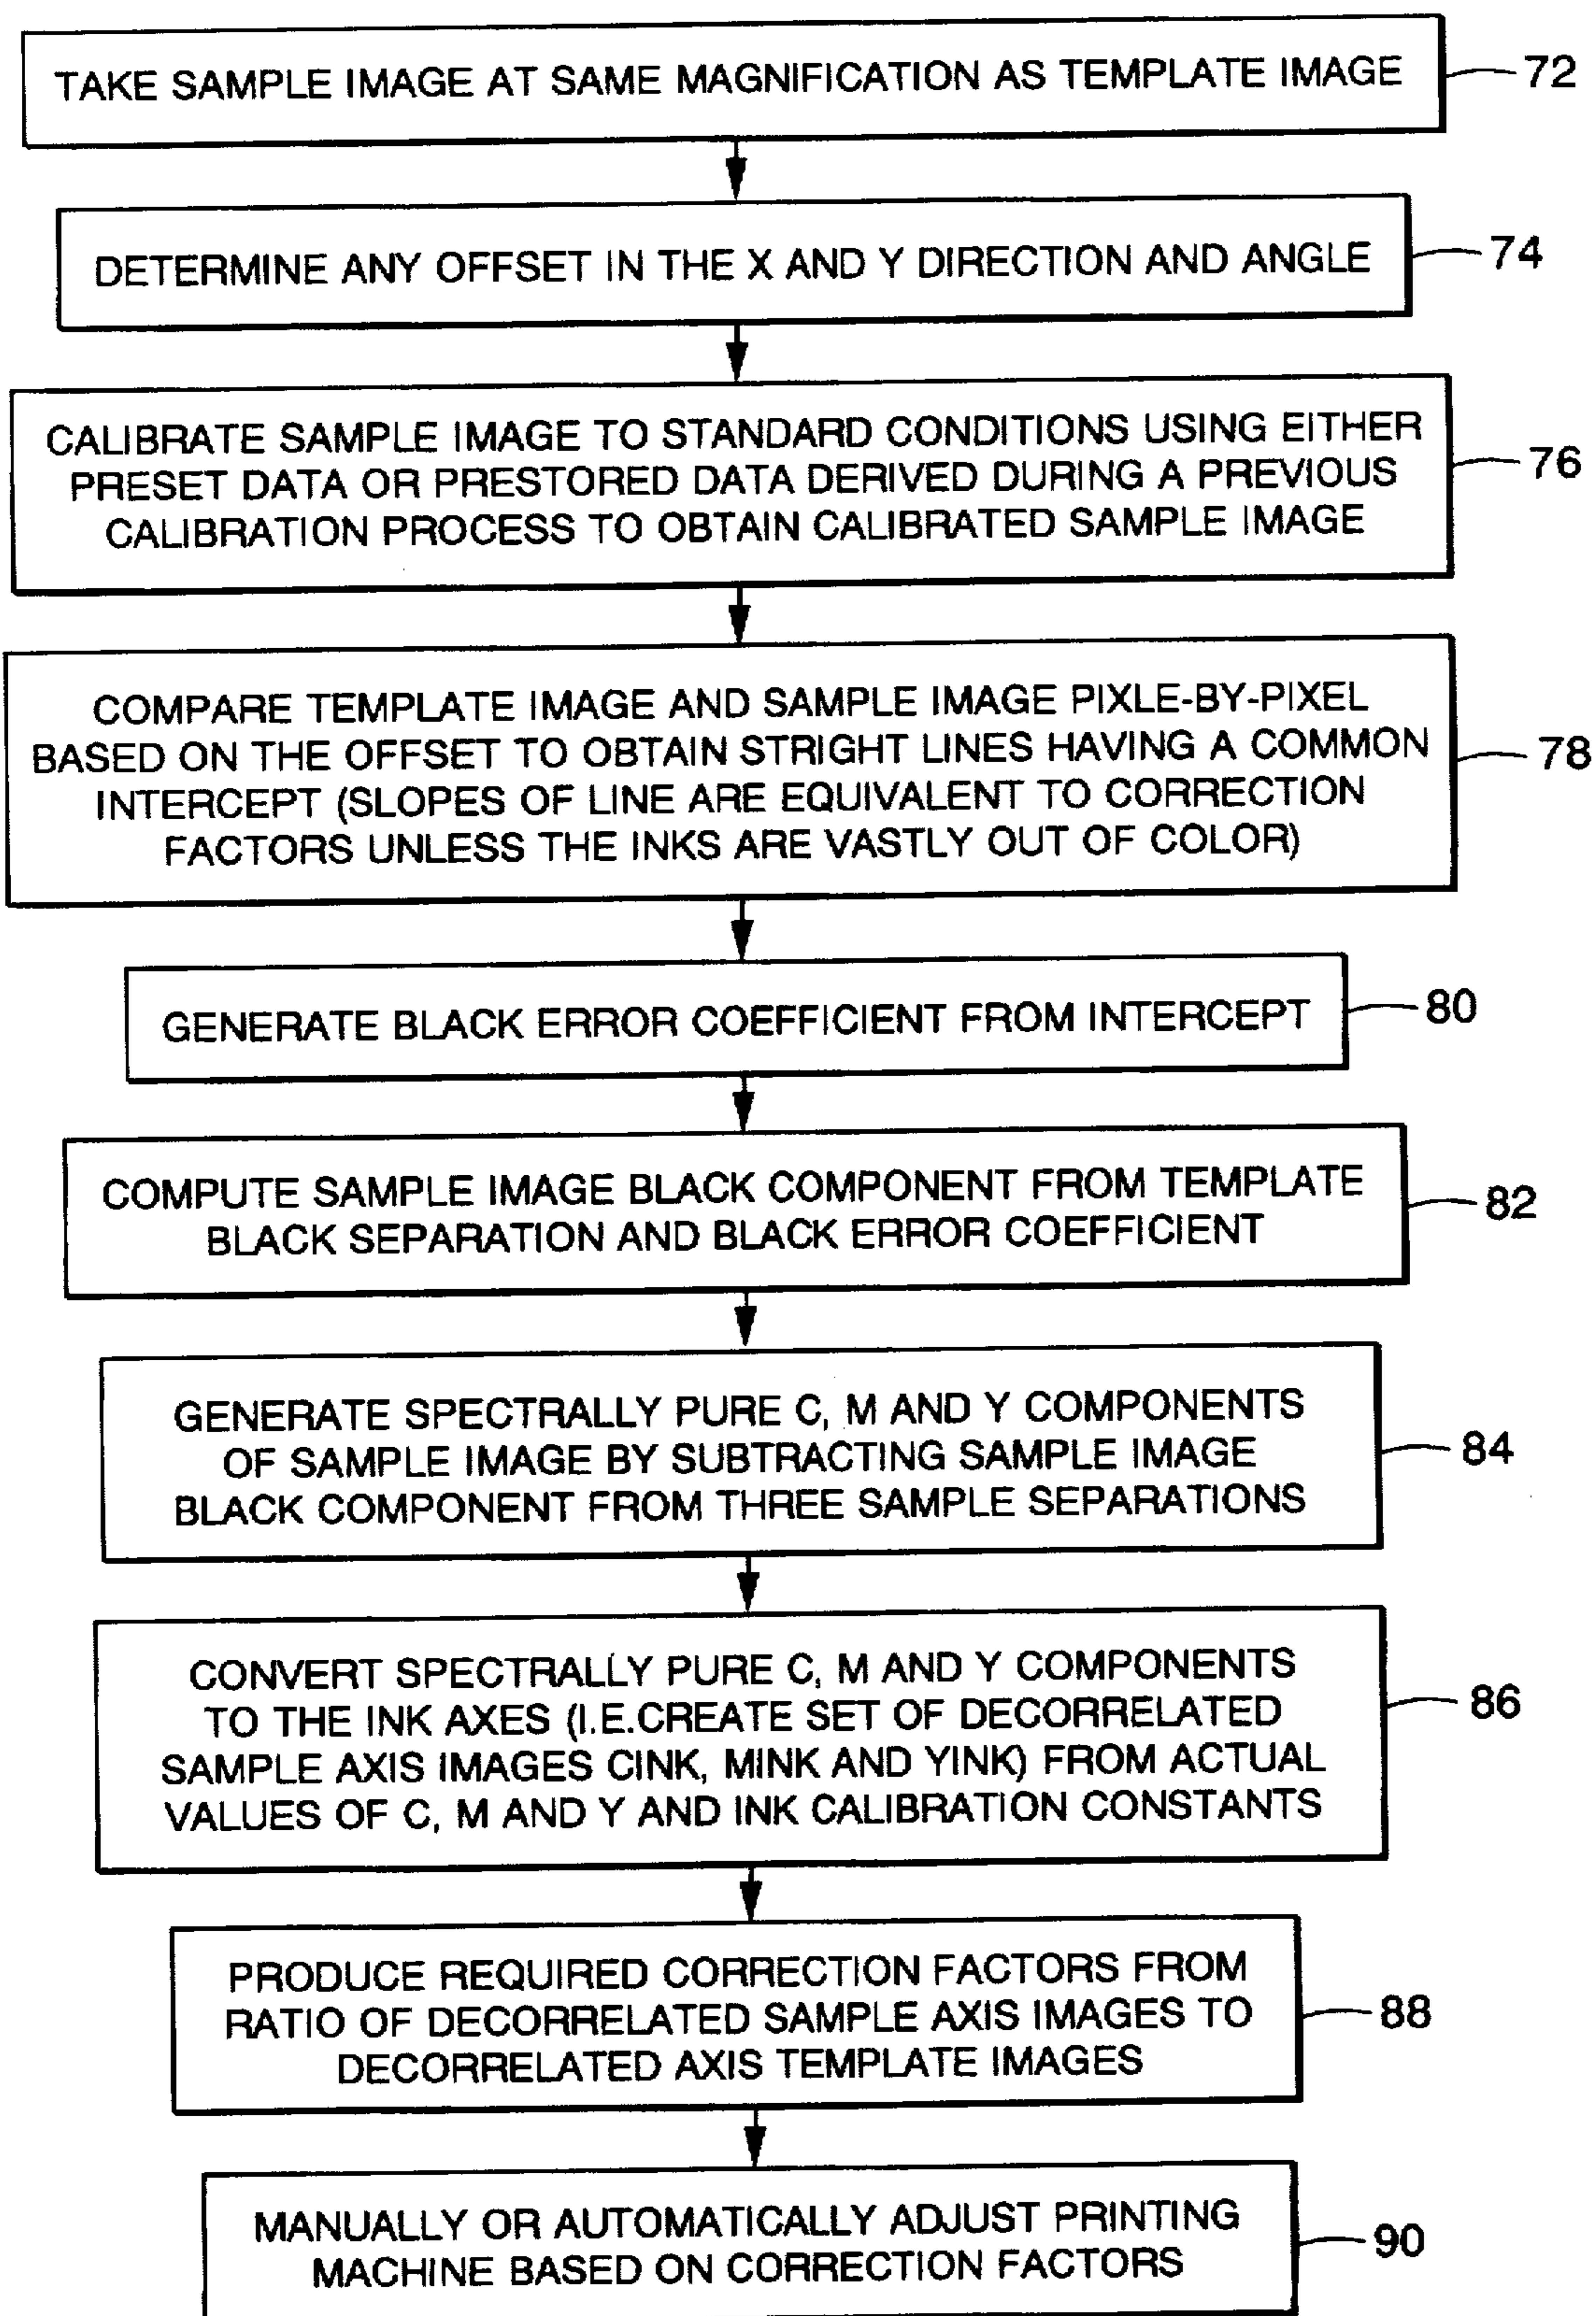 TAKE SAMPLE IMAGE AT SAME MAGNIFICATION AS TEMPLATE IMAGE
72
DETERMINE ANY OFFSET IN THE X AND Y DIRECTION AND ANGLE
74
CALIBRATE SAMPLE IMAGE TO STANDARD CONDITIONS USING EITHER
PRESET DATA OR PRESTORED DATA DERIVED DURING A PREVIOUS
CALIBRATION PROCESS TO OBTAIN CALIBRATED SAMPLE IMAGE
76
COMPARE TEMPLATE IMAGE AND SAMPLE IMAGE PIXLE-BY-PIXEL
BASED ON THE OFFSET TO OBTAIN STRIGHT LINES HAVING A COMMON
INTERCEPT (SLOPES OF LINE ARE EQUIVALENT TO CORRECTION
FACTORS UNLESS THE INKS ARE VASTLY OUT OF COLOR)
78
GENERATE BLACK ERROR COEFFICIENT FROM INTERCEPT
80
COMPUTE SAMPLE IMAGE BLACK COMPONENT FROM TEMPLATE
BLACK SEPARATION AND BLACK ERROR COEFFICIENT
82
GENERATE SPECTRALLY PURE C, M AND Y COMPONENTS
OF SAMPLE IMAGE BY SUBTRACTING SAMPLE IMAGE
BLACK COMPONENT FROM THREE SAMPLE SEPARATIONS
84
CONVERT SPECTRALLY PURE C, M AND Y COMPONENTS
TO THE INK AXES (I.E.CREATE SET OF DECORRELATED
SAMPLE AXIS IMAGES CINK, MINK AND YINK) FROM ACTUAL
VALUES OF C, M AND Y AND INK CALIBRATION CONSTANTS
86
PRODUCE REQUIRED CORRECTION FACTORS FROM
RATIO OF DECORRELATED SAMPLE AXIS IMAGES TO
DECORRELATED AXIS TEMPLATE IMAGES
88
MANUALLY OR AUTOMATICALLY ADJUST PRINTING
MACHINE BASED ON CORRECTION FACTORS
90